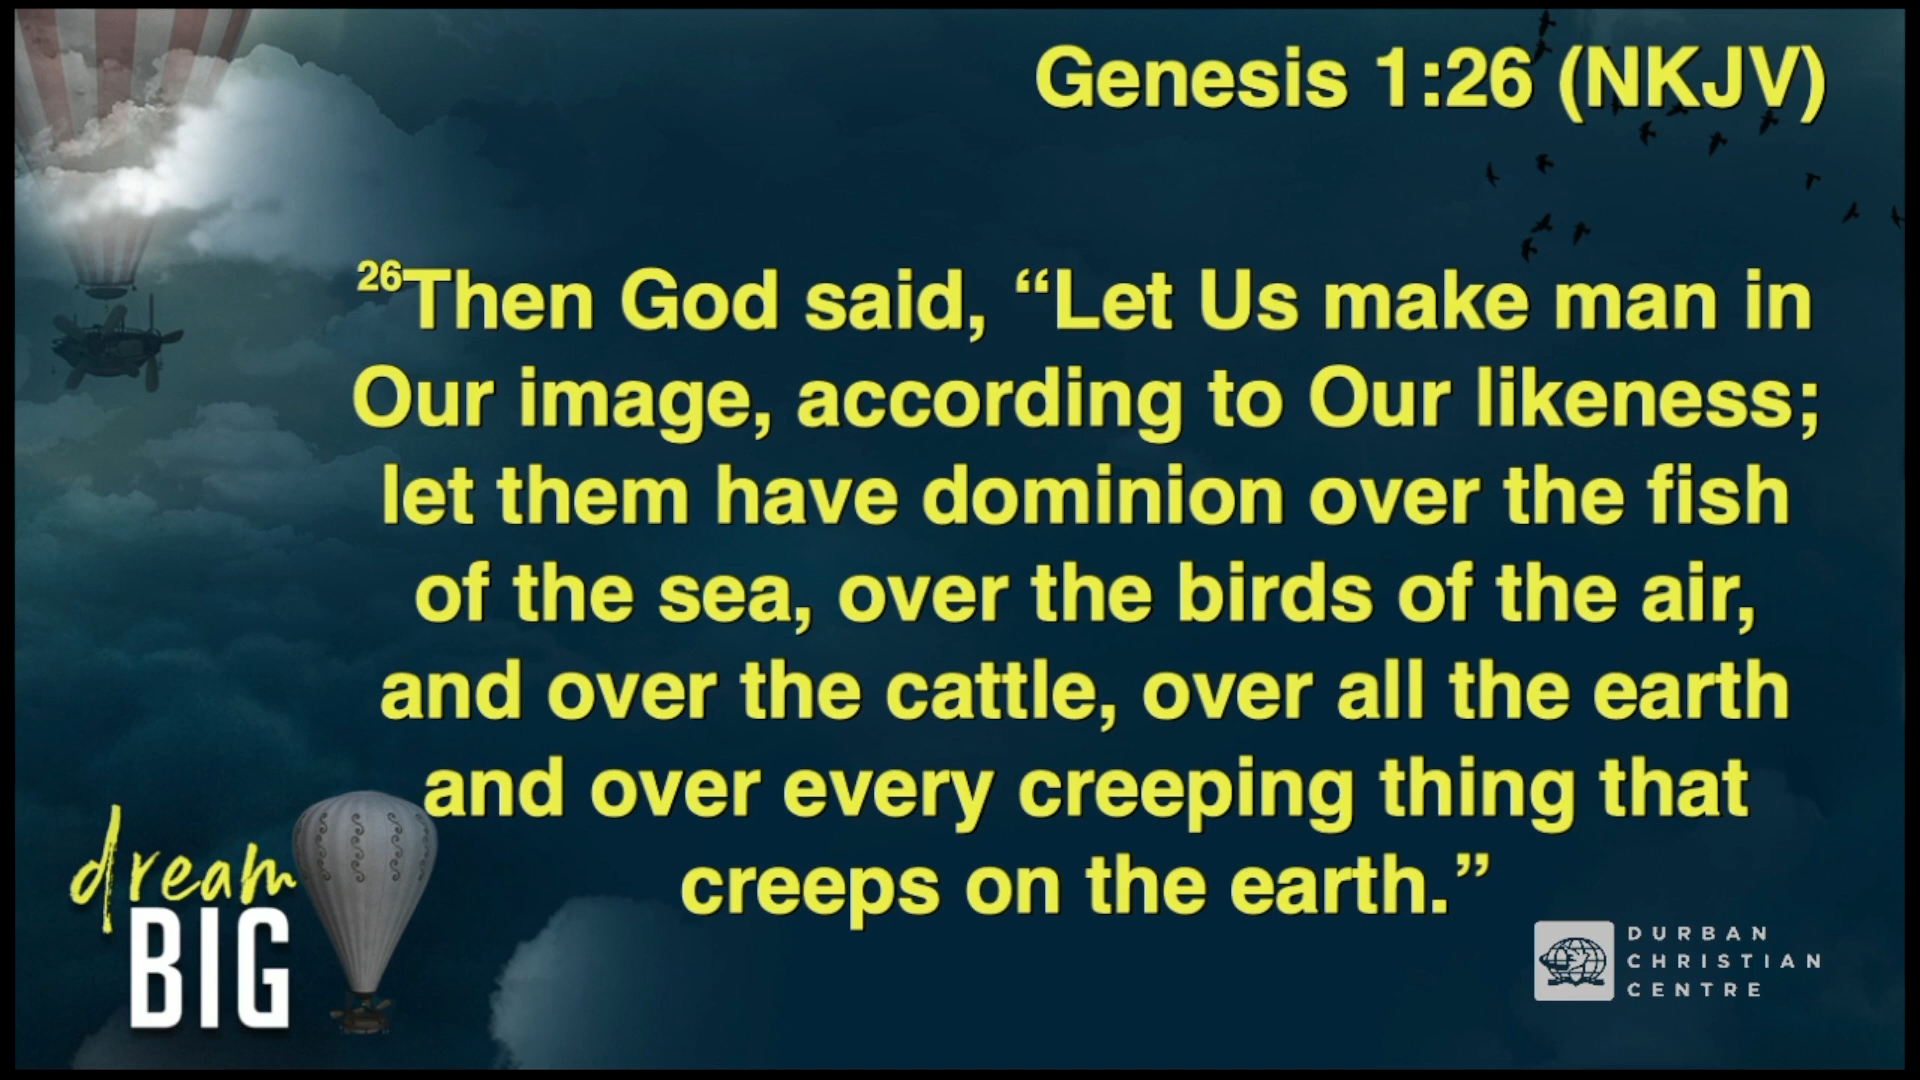 Genesis 1:26 (NKJV)
26Then God said, “Let Us make man in
Our image, according to Our likeness;
let them have dominion over the fish
of the sea, over the birds of the air,
and over the cattle, over all the earth
and over every creeping thing that
creeps on the earth.”
dream
BIG
DURBAN
CHRISTIAN
CENTRE